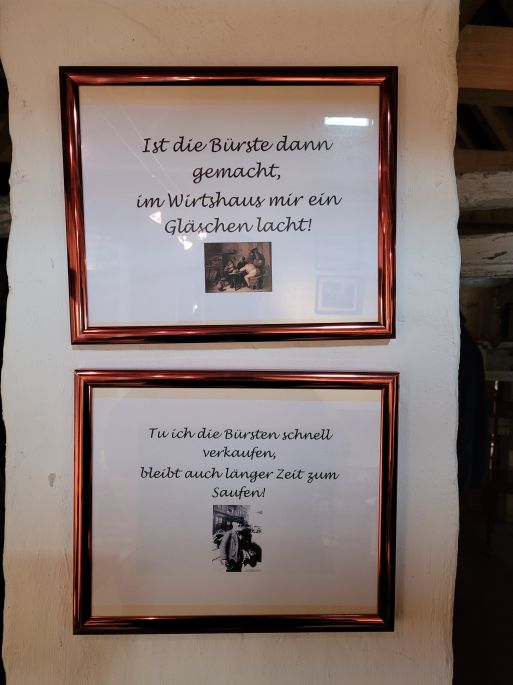 Ist die Bürste dann
gemacht,
im Wirtshaus mir ein
Gläschen lacht!
Tu ich die Bürsten schnell
verkaufen,
bleibt auch länger Zeit zum
Saufen!